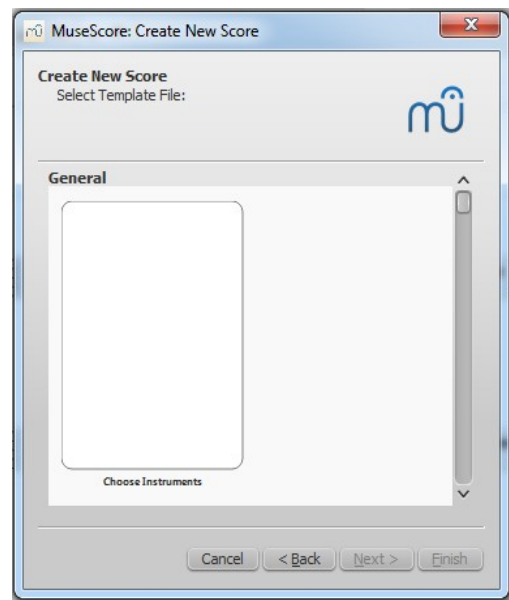 MuseScore: Create New Score
Create New Score
Select Template File:
General
Choose Instruments
Cancel < Back Next > Finish